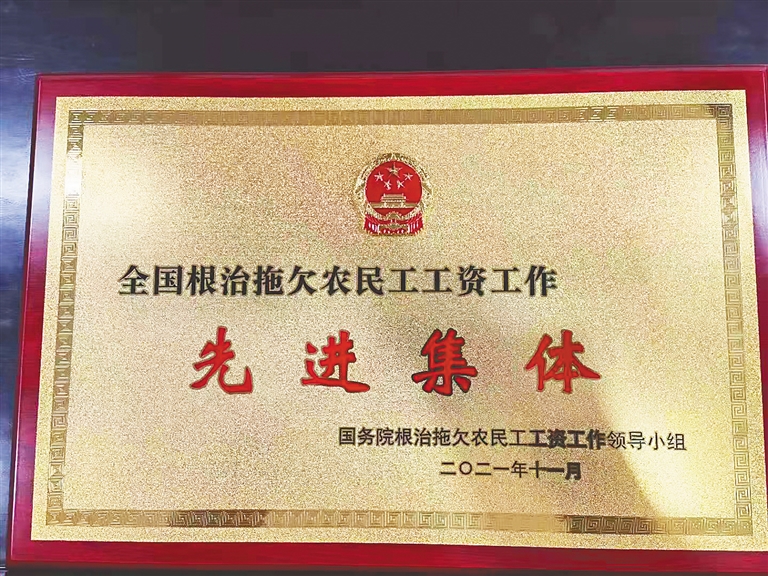 全国根治拖欠农民工工资工作
先进集体
国务院根治拖欠农民工工资工作领导小组
二〇二一年十一月